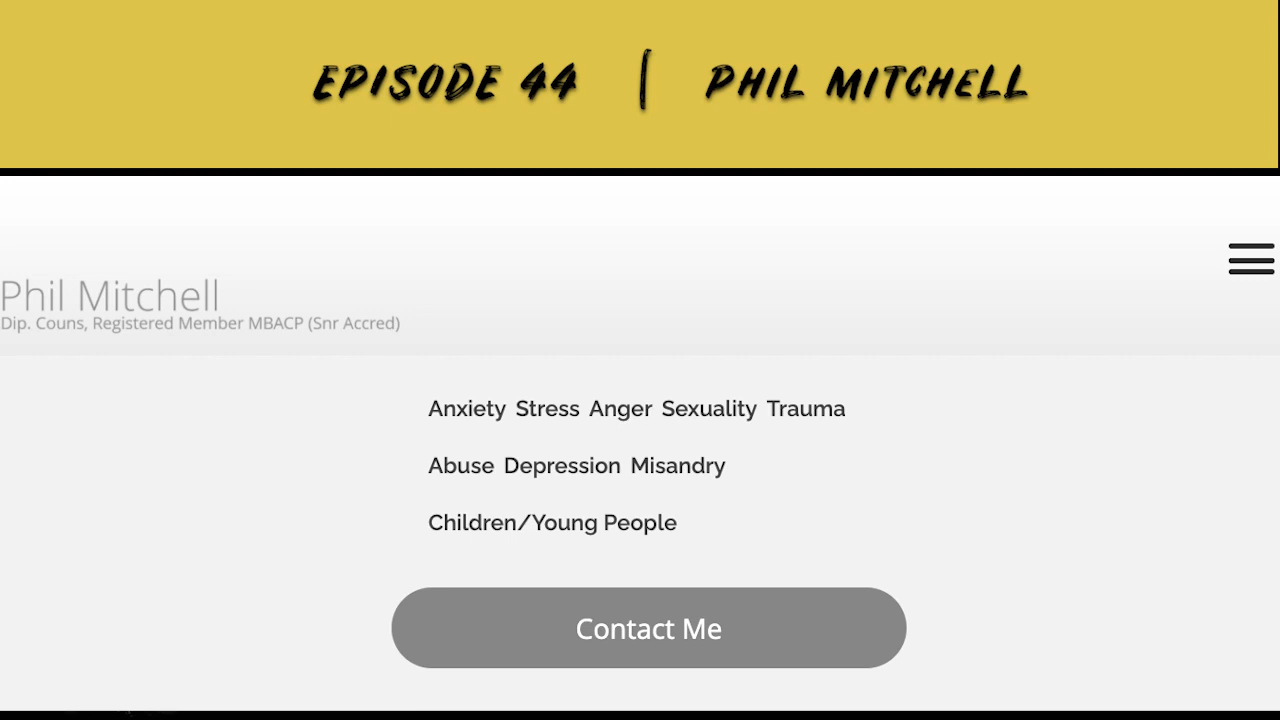 EPISODE 44 | PHIL MITCHELL
Phil Mitchell
Dip. Couns, Registered Member MBACP (Snr Accred)
Anxiety Stress Anger Sexuality Trauma
Abuse Depression Misandry
Children/Young People
Contact Me